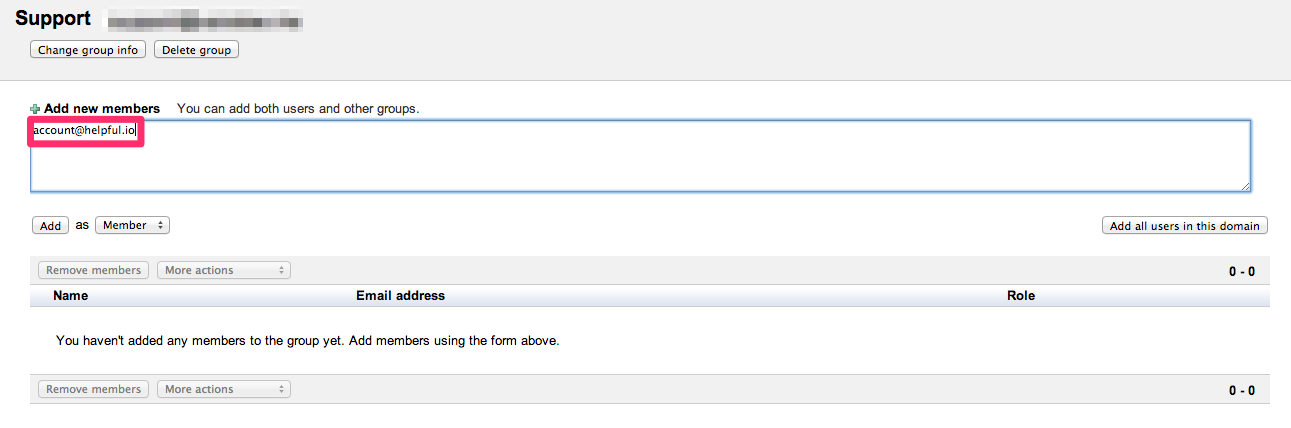 Support
Change group info Delete group
Add new members You can add both users and other groups.
account@helpful.io
Add as Member Add all users in this domain
Remove members More actions 0 - 0
Name Email address Role
You haven't added any members to the group yet. Add members using the form above.
Remove members More actions 0 - 0